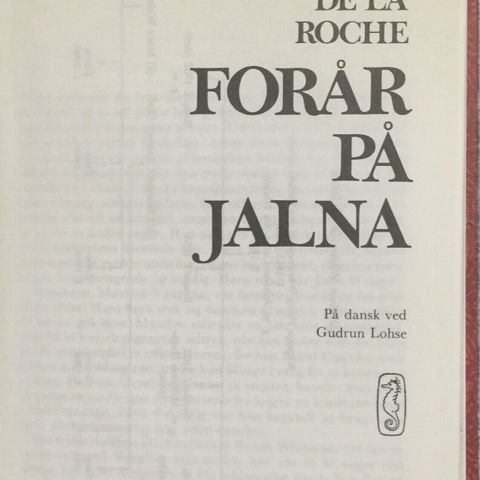 DE LA
ROCHE
FORÅR
PÅ
JALNA
På dansk ved
Gudrun Lohse